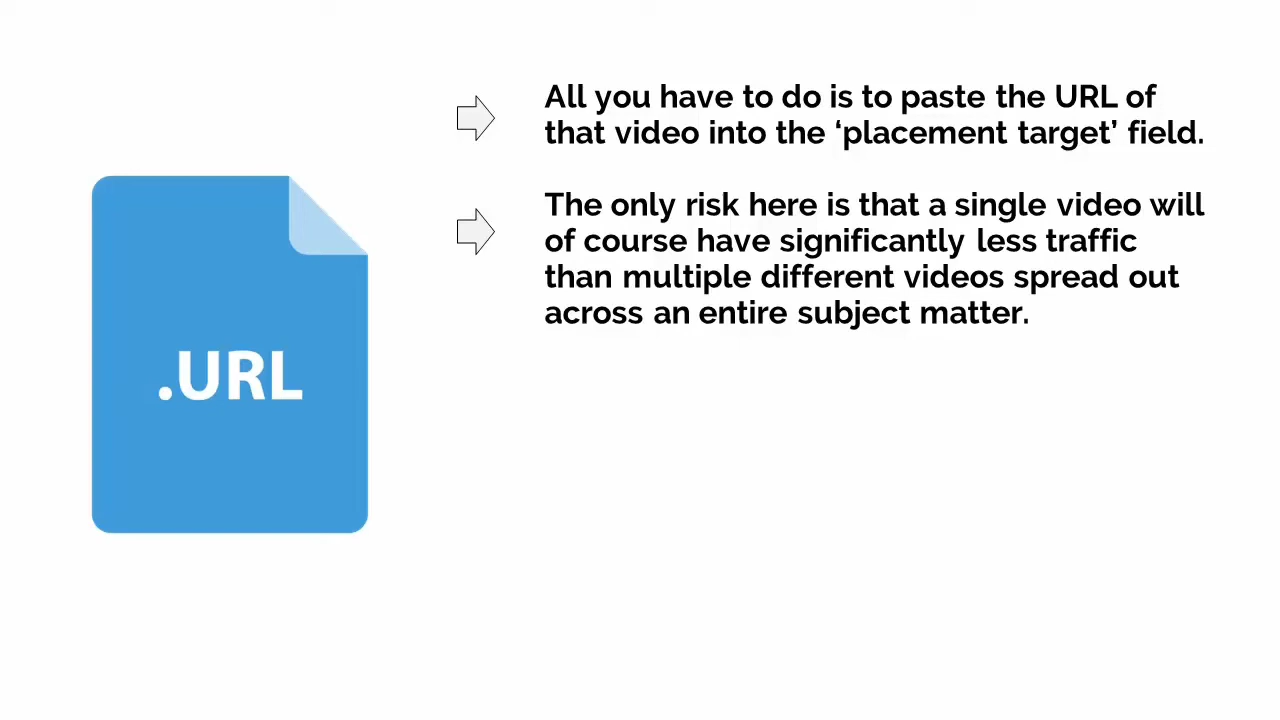 All you have to do is to paste the URL of
that video into the ‘placement target’ field.
The only risk here is that a single video will
of course have significantly less traffic
than multiple different videos spread out
across an entire subject matter.
.URL